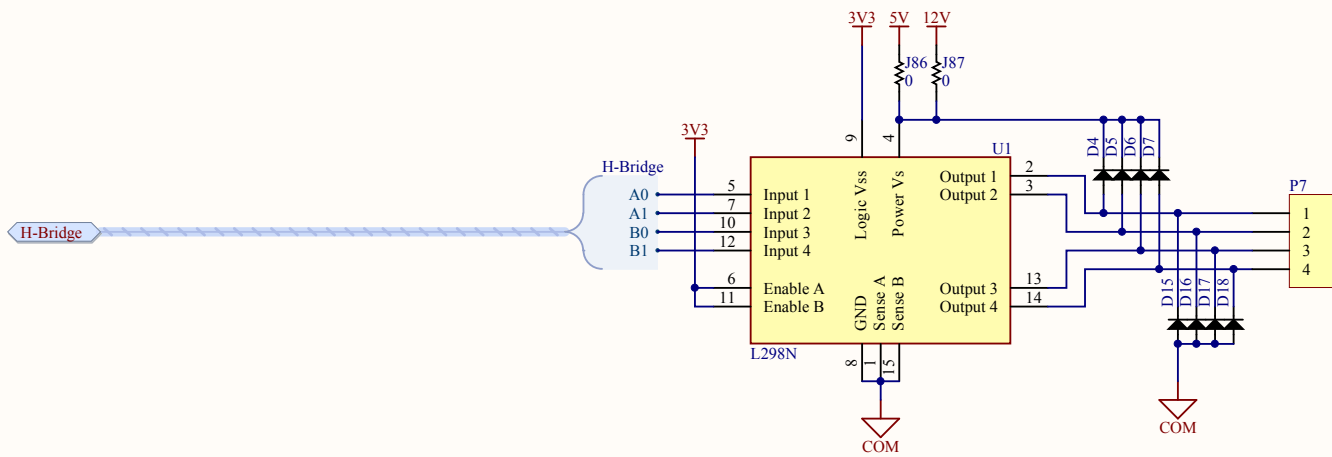 3V3
5V
12V
J86
0
J87
0
3V3
9
4
U1
D4
D5
D6
D7
H-Bridge
P7
A0
5
Input 1
Logic Vss
Power Vs
Output 1
2
A1
7
Input 2
Output 2
3
1
H-Bridge
B0
10
Input 3
2
B1
12
Input 4
3
4
6
Enable A
Output 3
13
11
Enable B
Output 4
14
GND
Sense A
Sense B
D15
D16
D17
D18
L298N
8
1
15
COM
COM